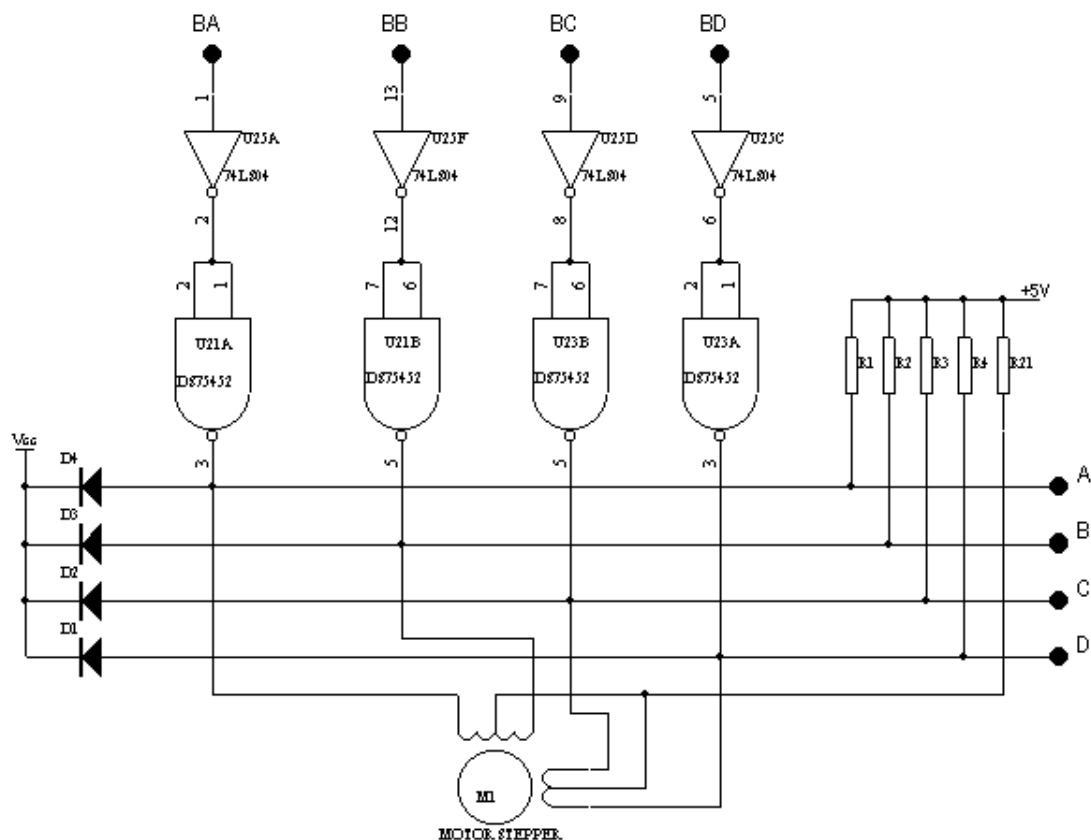 BA BB BC BD
1 13 9 5
U25A U25F U25D U25C
74LS04 74LS04 74LS04 74LS04
2 12 8 6
2 1 7 6 7 6 2 1
+5V
U21A U21B U23B U23A
R1 R2 R3 R4 R21
DS75452 DS75452 DS75452 DS75452
Vcc
3 5 5 3
D4
A
D3
B
D2
C
D1
D
M1
MOTOR STEPPER